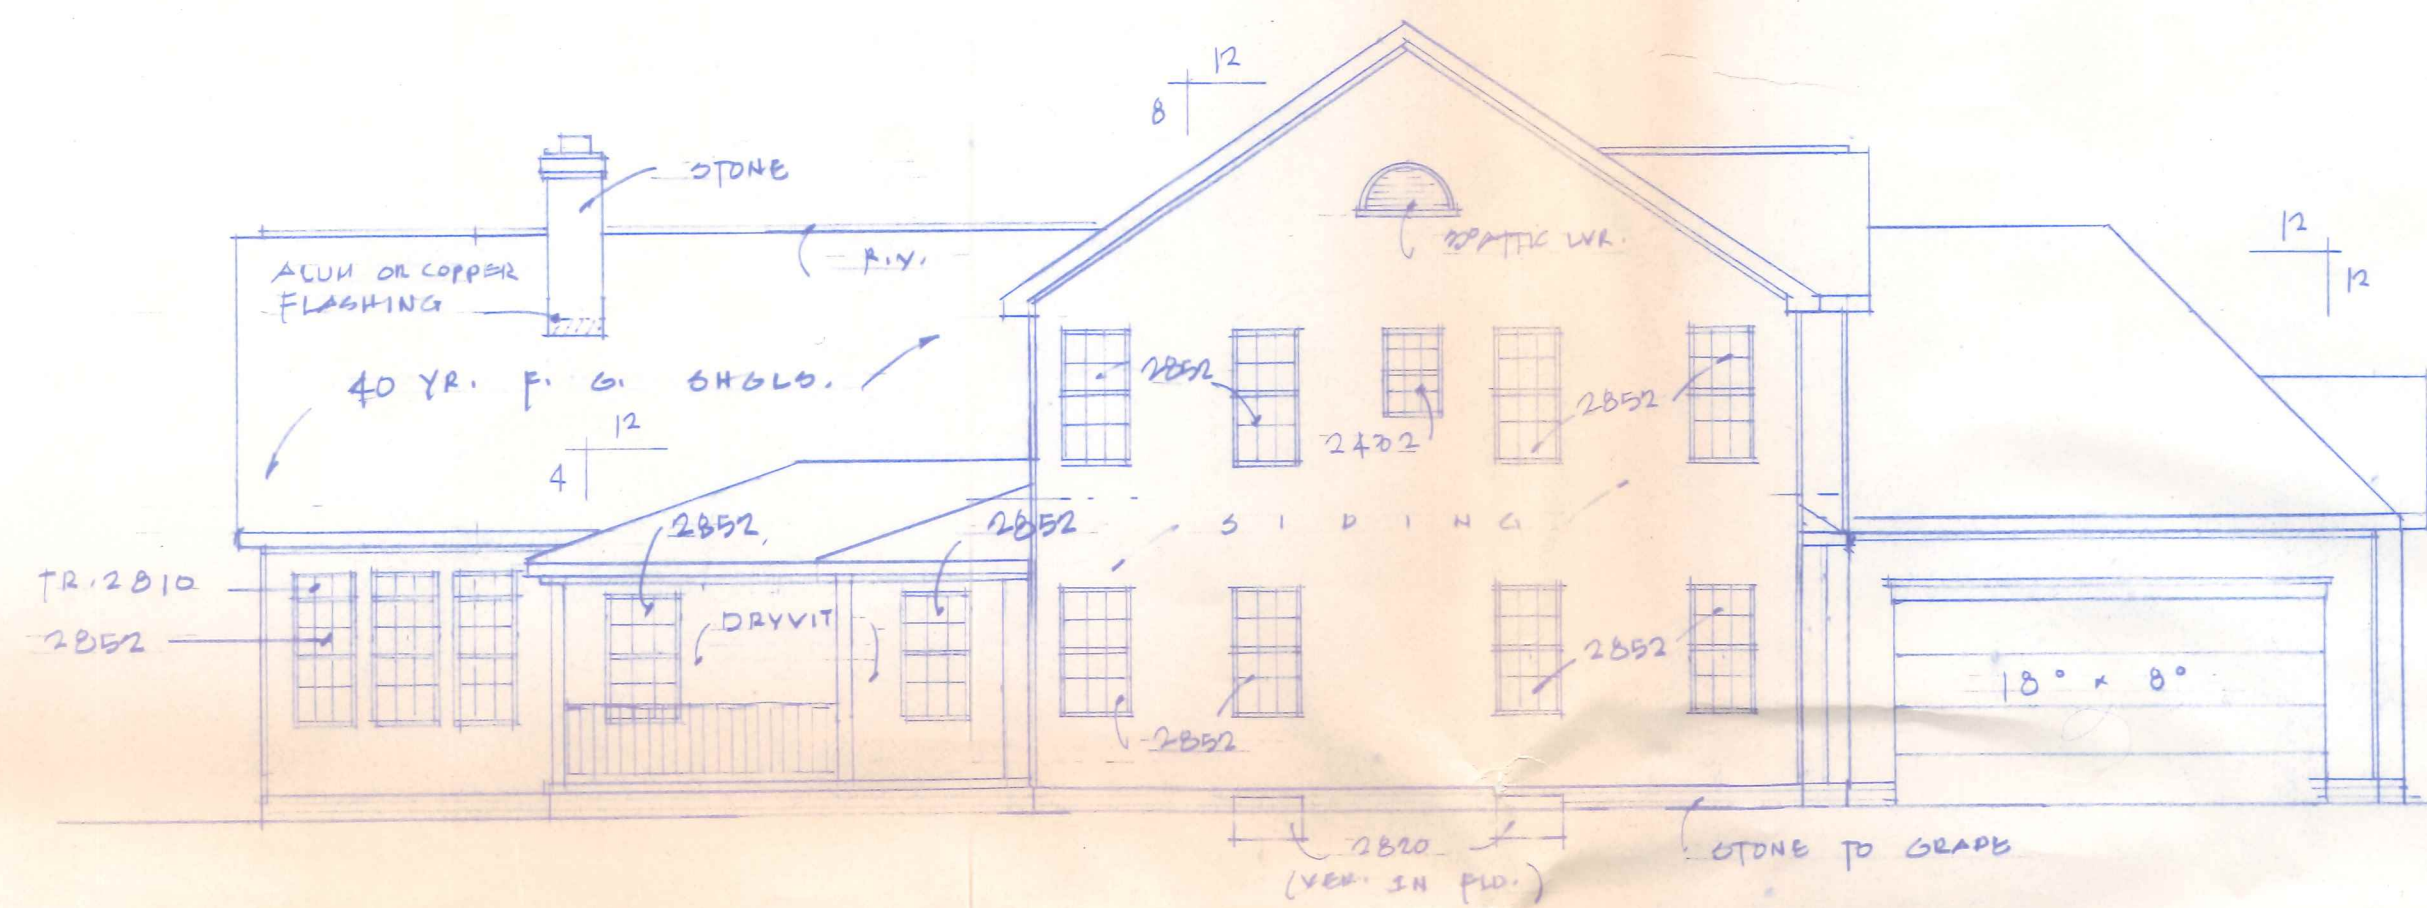 12
8
STONE
12
12
ALUM OR COPPER
FLASHING
R.V.
ATTIC LVR.
40 YR. F. G. SHGLS.
12
4
2852
2852
2852
2852
SIDING
TR. 2810
2852
DRYVIT
2852
2852
18° x 8°
2820
(VER. IN FLD.)
STONE TO GRADE